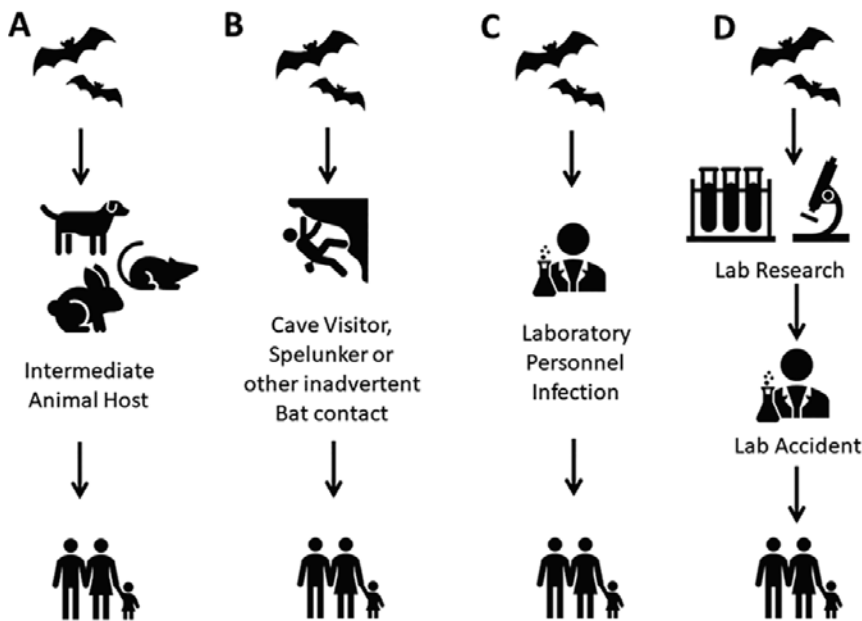 A
B
C
D
Intermediate
Animal Host
Cave Visitor,
Spelunker or
other inadvertent
Bat contact
Laboratory
Personnel
Infection
Lab Research
Lab Accident